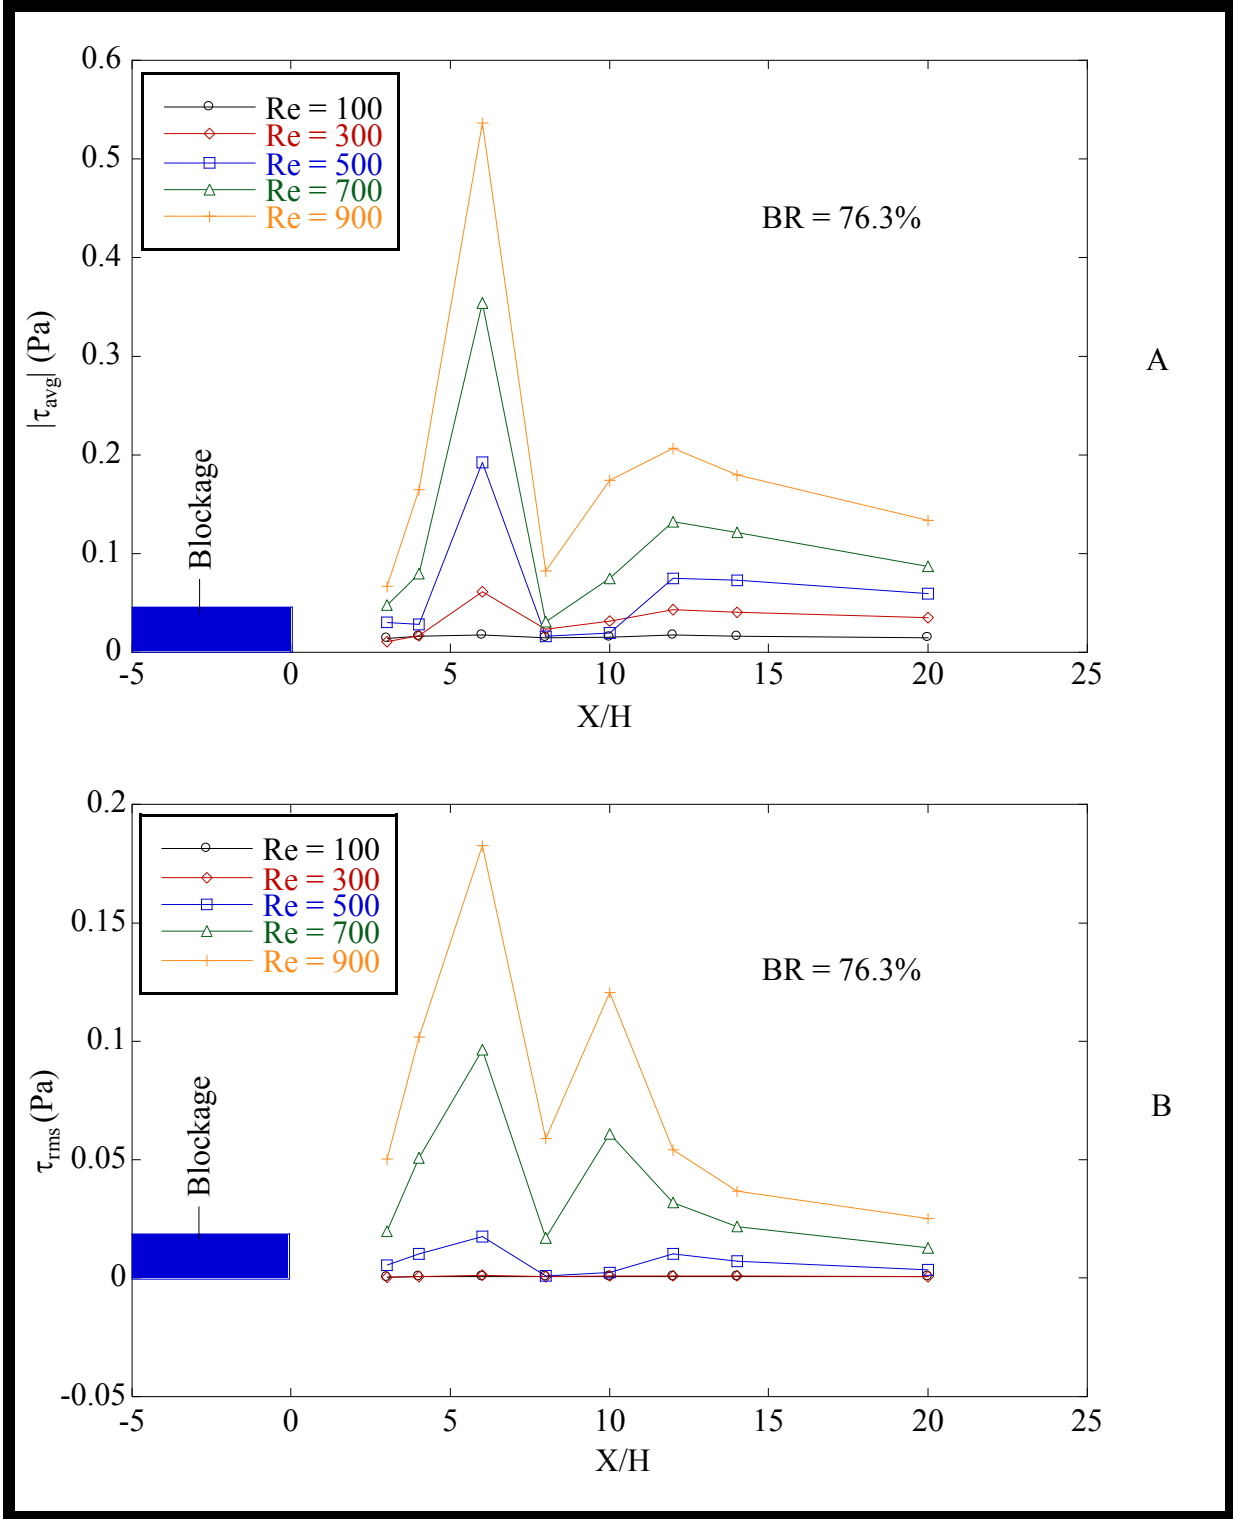 0.6
Re = 100
Re = 300
Re = 500
Re = 700
Re = 900
0.5
BR = 76.3%
0.4
0.3
0.2
0.1
0
|τavg| (Pa)
Blockage
A
-5 0 5 10 15 20 25
X/H
0.2
Re = 100
Re = 300
Re = 500
Re = 700
Re = 900
0.15
BR = 76.3%
0.1
0.05
0
-0.05
τrms (Pa)
Blockage
B
-5 0 5 10 15 20 25
X/H